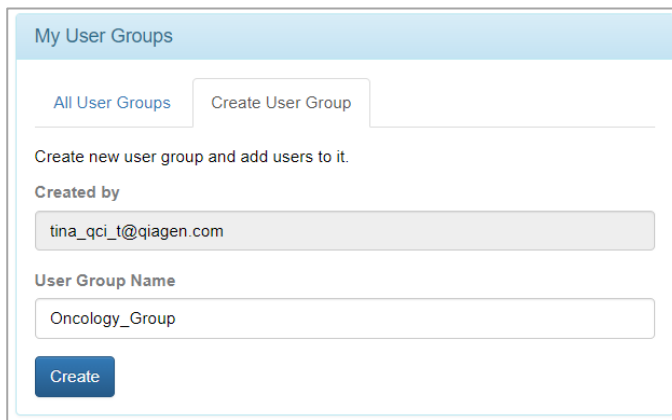 My User Groups
All User Groups
Create User Group
Create new user group and add users to it.
Created by
tina_qci_t@qiagen.com
User Group Name
Oncology_Group
Create